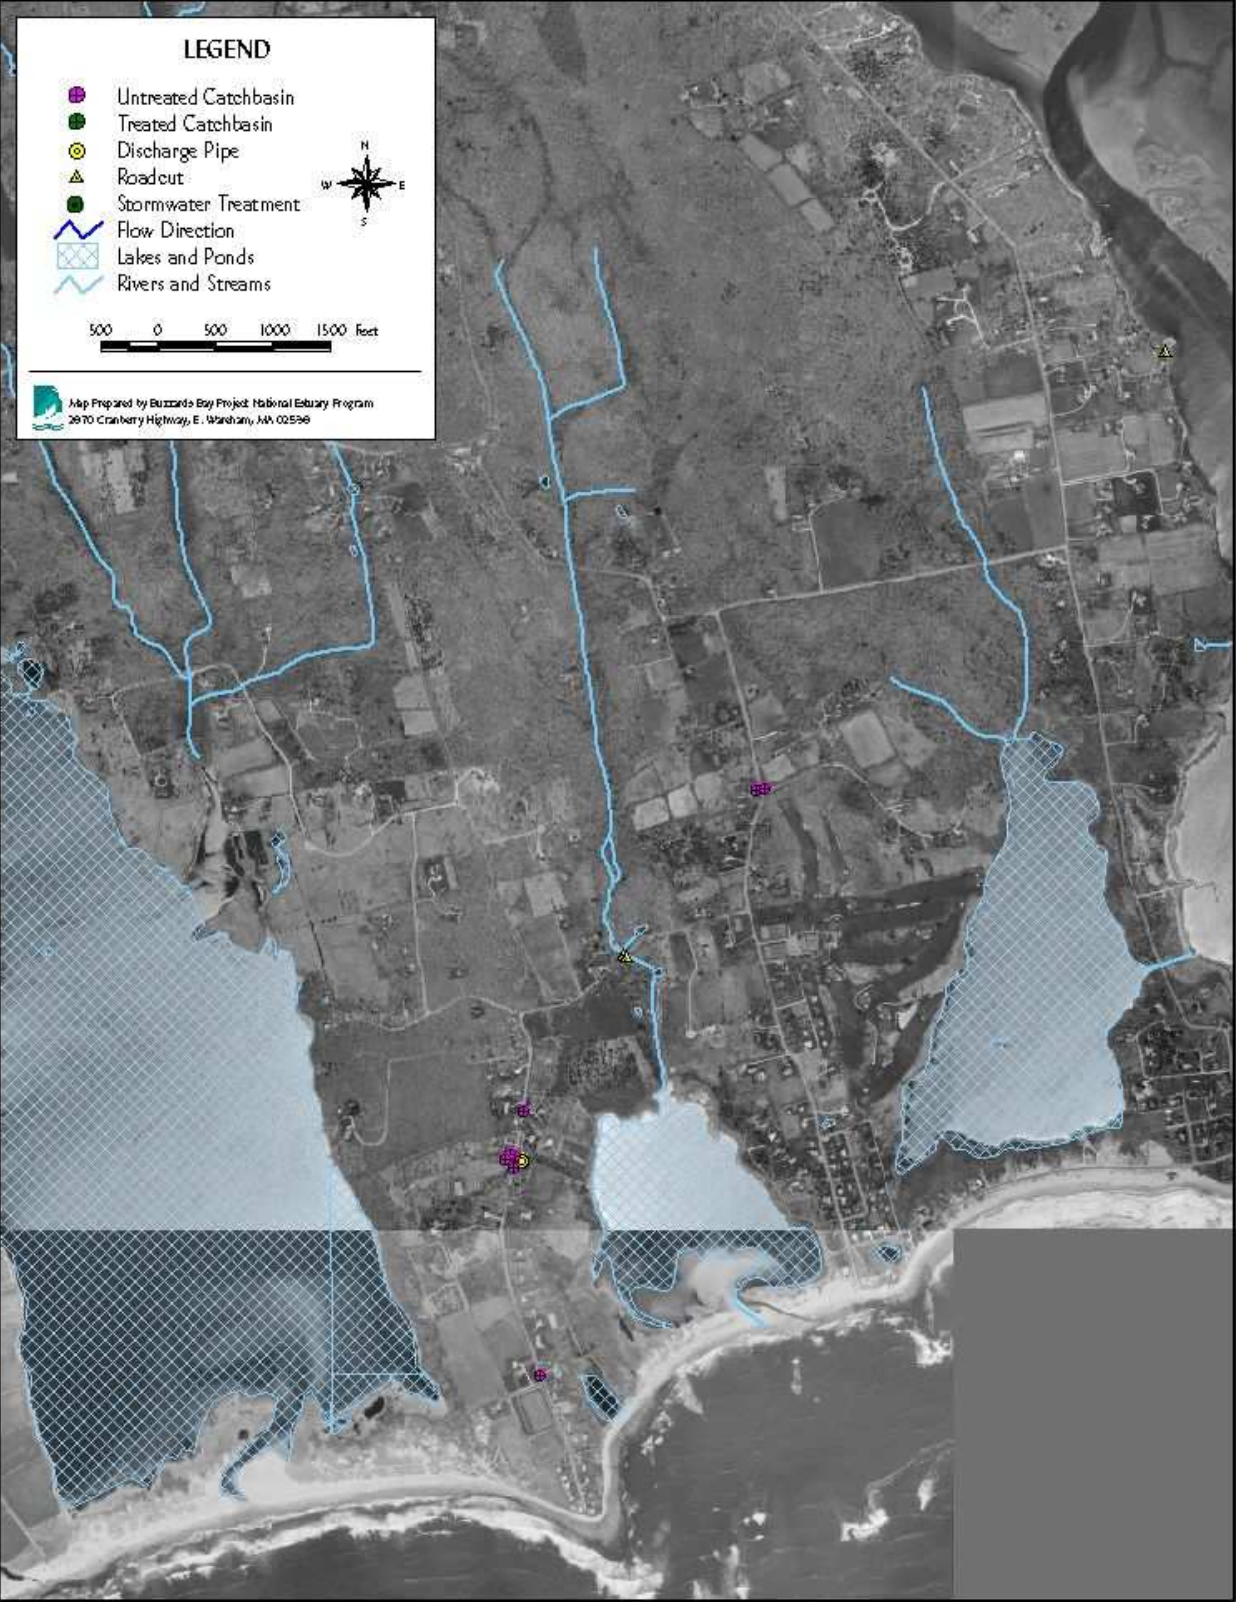 LEGEND
Untreated Catchbasin
Treated Catchbasin
Discharge Pipe
Roadcut
Stormwater Treatment
Flow Direction
Lakes and Ponds
Rivers and Streams
N
W E
S
500 0 500 1000 1500 Feet
Map Prepared by Buzzards Bay Project National Estuary Program
2870 Cranberry Highway, E. Wareham, MA 02538